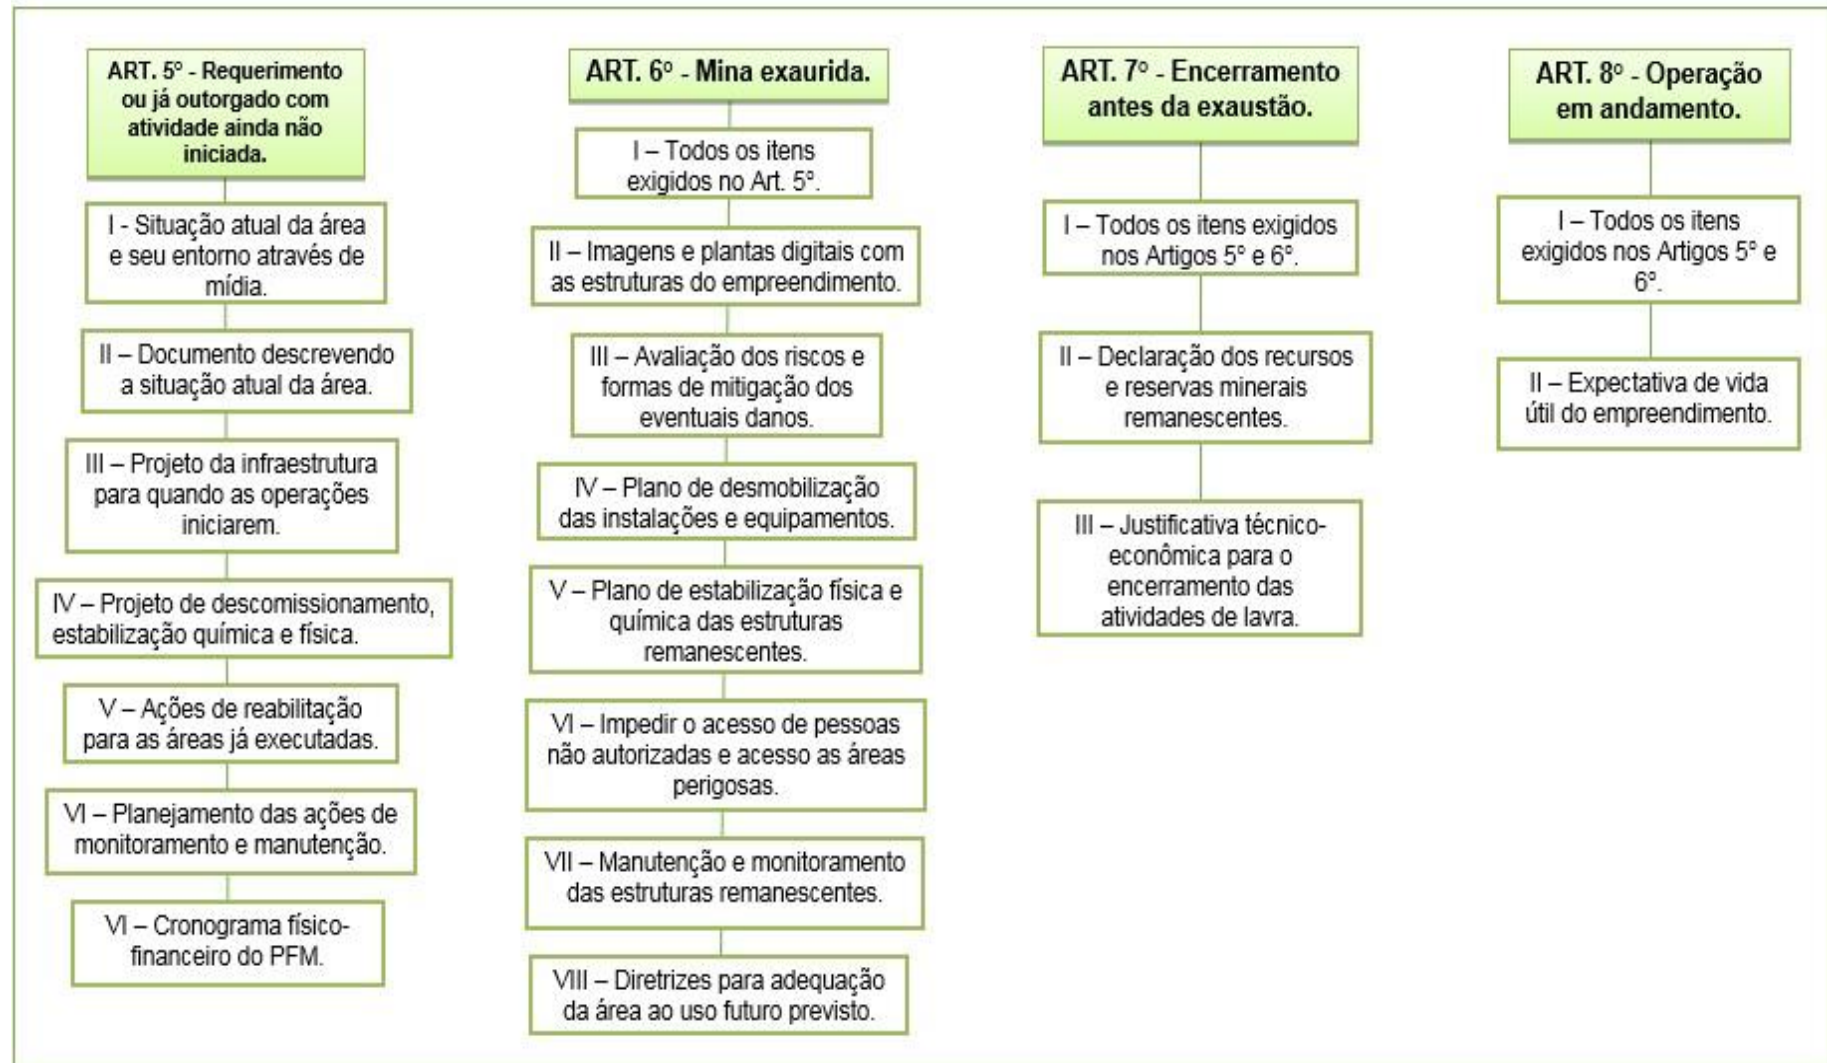 ART. 5º - Requerimento
ou já outorgado com
atividade ainda não
iniciada.
I - Situação atual da área
e seu entorno através de
mídia.
II – Documento descrevendo
a situação atual da área.
III – Projeto da infraestrutura
para quando as operações
iniciarem.
IV – Projeto de descomissionamento,
estabilização química e física.
V – Ações de reabilitação
para as áreas já executadas.
VI – Planejamento das ações de
monitoramento e manutenção.
VI – Cronograma físico-
financeiro do PFM.
ART. 6º - Mina exaurida.
I – Todos os itens
exigidos no Art. 5º.
II – Imagens e plantas digitais com
as estruturas do empreendimento.
III – Avaliação dos riscos e
formas de mitigação dos
eventuais danos.
IV – Plano de desmobilização
das instalações e equipamentos.
V – Plano de estabilização física e
química das estruturas
remanescentes.
VI – Impedir o acesso de pessoas
não autorizadas e acesso as áreas
perigosas.
VII – Manutenção e monitoramento
das estruturas remanescentes.
VIII – Diretrizes para adequação
da área ao uso futuro previsto.
ART. 7º - Encerramento
antes da exaustão.
I – Todos os itens exigidos
nos Artigos 5º e 6º.
II – Declaração dos recursos
e reservas minerais
remanescentes.
III – Justificativa técnico-
econômica para o
encerramento das
atividades de lavra.
ART. 8º - Operação
em andamento.
I – Todos os itens
exigidos nos Artigos 5º e
6º.
II – Expectativa de vida
útil do empreendimento.